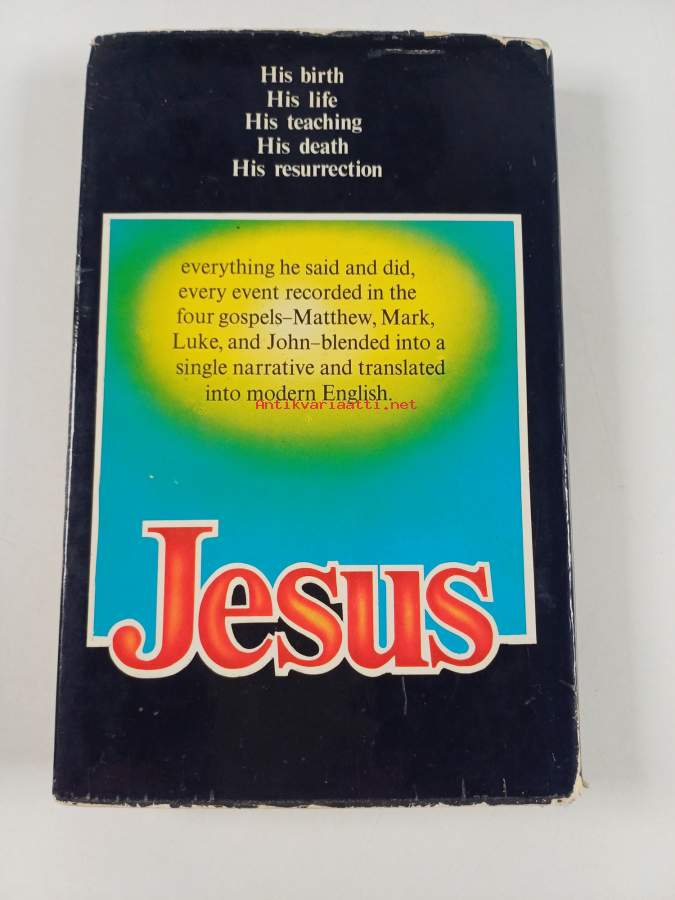 His birth
His life
His teaching
His death
His resurrection
everything he said and did,
every event recorded in the
four gospels–Matthew, Mark,
Luke, and John–blended into a
single narrative and translated
into modern English.
Antikvariaatti.net
Jesus